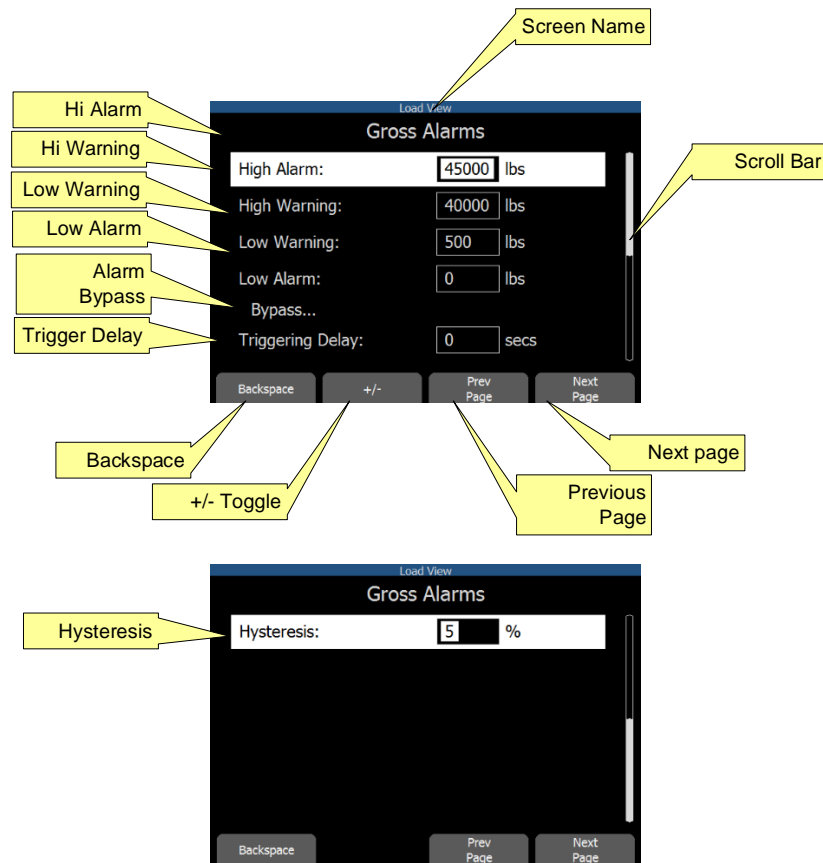 Screen Name
Load View
Hi Alarm
Gross Alarms
Hi Warning
High Alarm: 45000 lbs
Scroll Bar
Low Warning
High Warning: 40000 lbs
Low Alarm
Low Warning: 500 lbs
Alarm
Bypass
Low Alarm: 0 lbs
Bypass...
Trigger Delay
Triggering Delay: 0 secs
Backspace
+/-
Prev
Page
Next
Page
Backspace
Next page
+/- Toggle
Previous
Page
Load View
Gross Alarms
Hysteresis
Hysteresis: 5 %
Backspace
Prev
Page
Next
Page